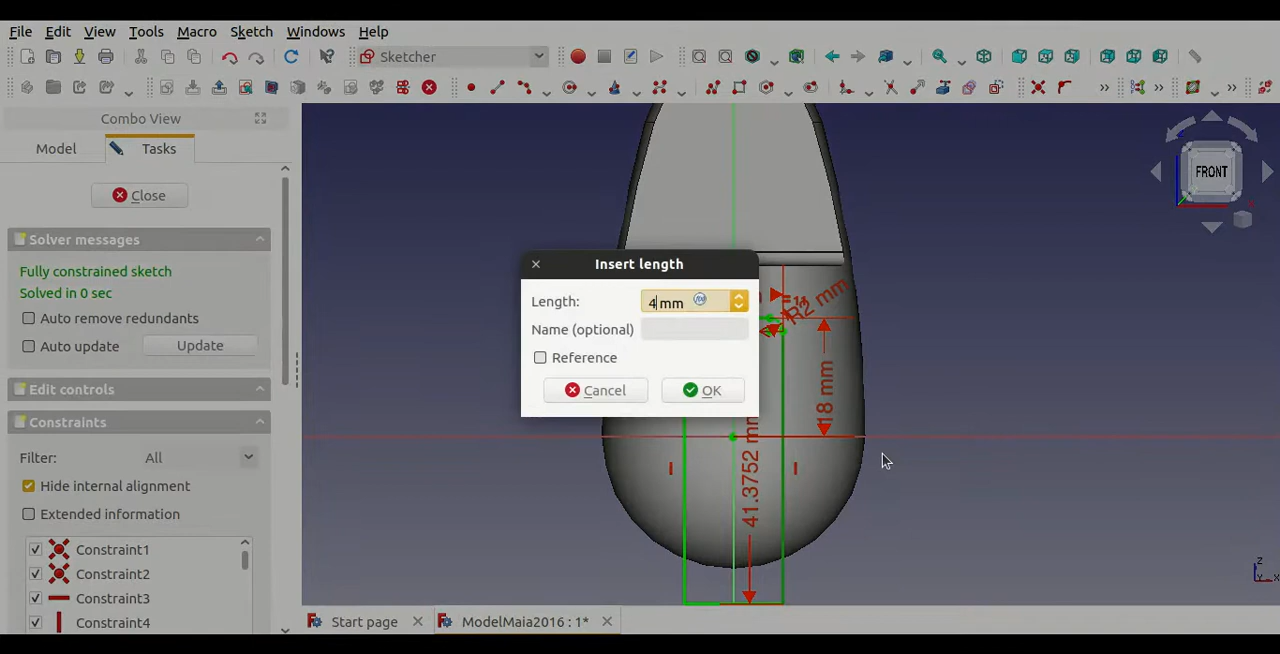 File Edit View Tools Macro Sketch Windows Help
Sketcher
Combo View
Model Tasks
Close
FRONT
Solver messages
Fully constrained sketch
Solved in 0 sec
Auto remove redundants
Auto update Update
Edit controls
Constraints
Filter: All
Hide internal alignment
Extended information
Constraint1
Constraint2
Constraint3
Constraint4
Insert length
Length: 4 mm
Name (optional)
Reference
Cancel OK
R2 mm
18 mm
41.3752 mm
Z
Y X
Start page ModelMaia2016 : 1*